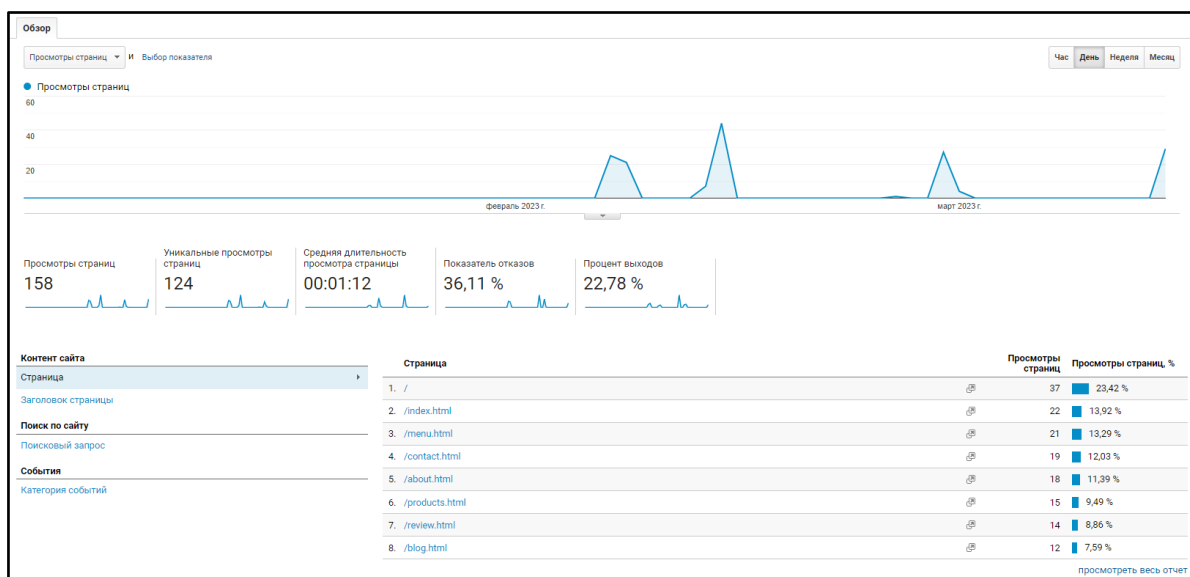 Обзор
Просмотры страниц И Выбор показателя Час День Неделя Месяц
Просмотры страниц
60
40
20
февраль 2023 г. март 2023 г.
Просмотры страниц
158
Уникальные просмотры
страниц
124
Средняя длительность
просмотра страницы
00:01:12
Показатель отказов
36,11 %
Процент выходов
22,78 %
Контент сайта
Страница
Заголовок страницы
Поиск по сайту
Поисковый запрос
События
Категория событий
Страница Просмотры страниц Просмотры страниц, %
1. / 37 23,42 %
2. /index.html 22 13,92 %
3. /menu.html 21 13,29 %
4. /contact.html 19 12,03 %
5. /about.html 18 11,39 %
6. /products.html 15 9,49 %
7. /review.html 14 8,86 %
8. /blog.html 12 7,59 %
просмотреть весь отчет